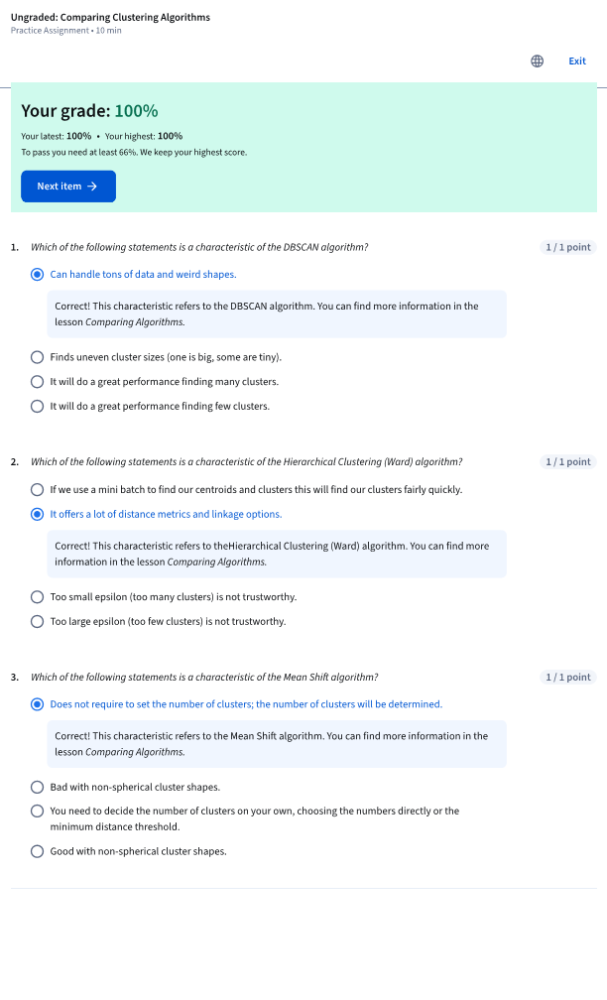 Ungraded: Comparing Clustering Algorithms
Practice Assignment • 10 min
Exit
Your grade: 100%
Your latest: 100% • Your highest: 100%
To pass you need at least 66%. We keep your highest score.
Next item →
1. Which of the following statements is a characteristic of the DBSCAN algorithm? 1 / 1 point
Can handle tons of data and weird shapes.
Correct! This characteristic refers to the DBSCAN algorithm. You can find more information in the
lesson Comparing Algorithms.
Finds uneven cluster sizes (one is big, some are tiny).
It will do a great performance finding many clusters.
It will do a great performance finding few clusters.
2. Which of the following statements is a characteristic of the Hierarchical Clustering (Ward) algorithm? 1 / 1 point
If we use a mini batch to find our centroids and clusters this will find our clusters fairly quickly.
It offers a lot of distance metrics and linkage options.
Correct! This characteristic refers to theHierarchical Clustering (Ward) algorithm. You can find more
information in the lesson Comparing Algorithms.
Too small epsilon (too many clusters) is not trustworthy.
Too large epsilon (too few clusters) is not trustworthy.
3. Which of the following statements is a characteristic of the Mean Shift algorithm? 1 / 1 point
Does not require to set the number of clusters; the number of clusters will be determined.
Correct! This characteristic refers to the Mean Shift algorithm. You can find more information in the
lesson Comparing Algorithms.
Bad with non-spherical cluster shapes.
You need to decide the number of clusters on your own, choosing the numbers directly or the
minimum distance threshold.
Good with non-spherical cluster shapes.